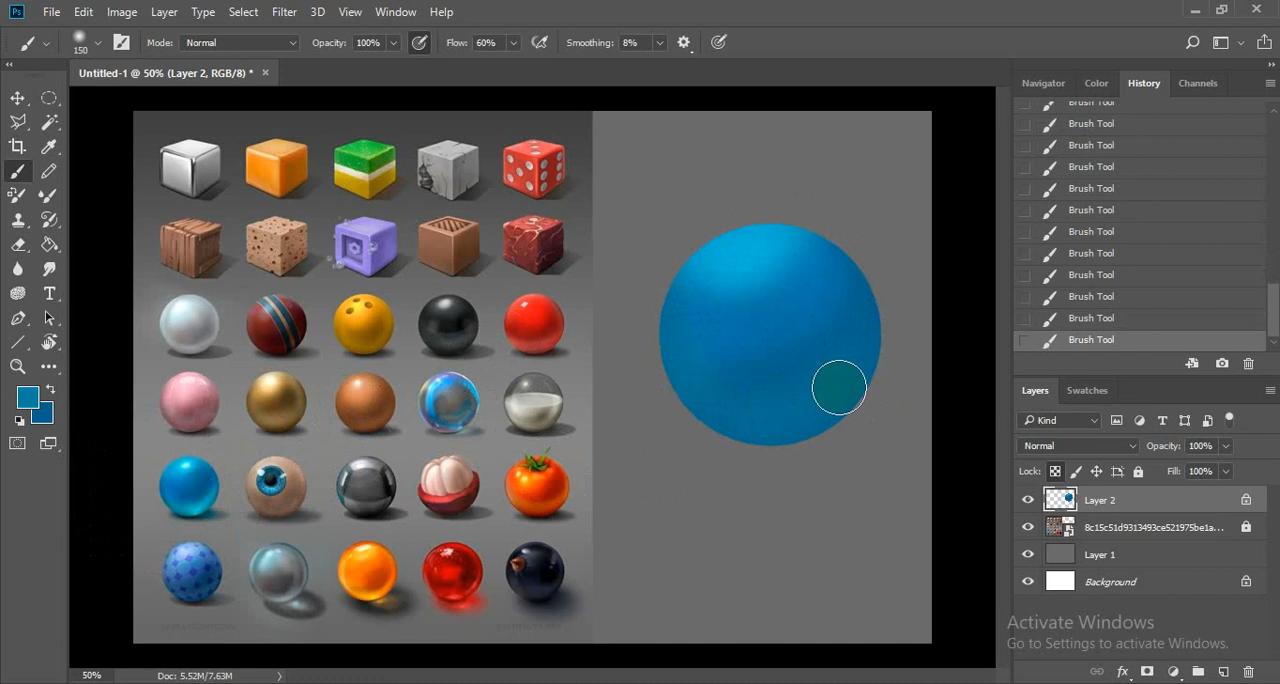 Ps File Edit Image Layer Type Select Filter 3D View Window Help
150 Mode: Normal Opacity: 100% Flow: 60% Smoothing: 8%
Untitled-1 @ 50% (Layer 2, RGB/8) *
Navigator Color History Channels
Brush Tool
Brush Tool
Brush Tool
Brush Tool
Brush Tool
Brush Tool
Brush Tool
Brush Tool
Brush Tool
Brush Tool
Brush Tool
Brush Tool
Layers Swatches
Kind
Normal Opacity: 100%
Lock: Fill: 100%
Layer 2
8c15c51d9313493ce521975be1a...
Layer 1
Background
Activate Windows
Go to Settings to activate Windows.
50% Doc: 5.52M/7.63M